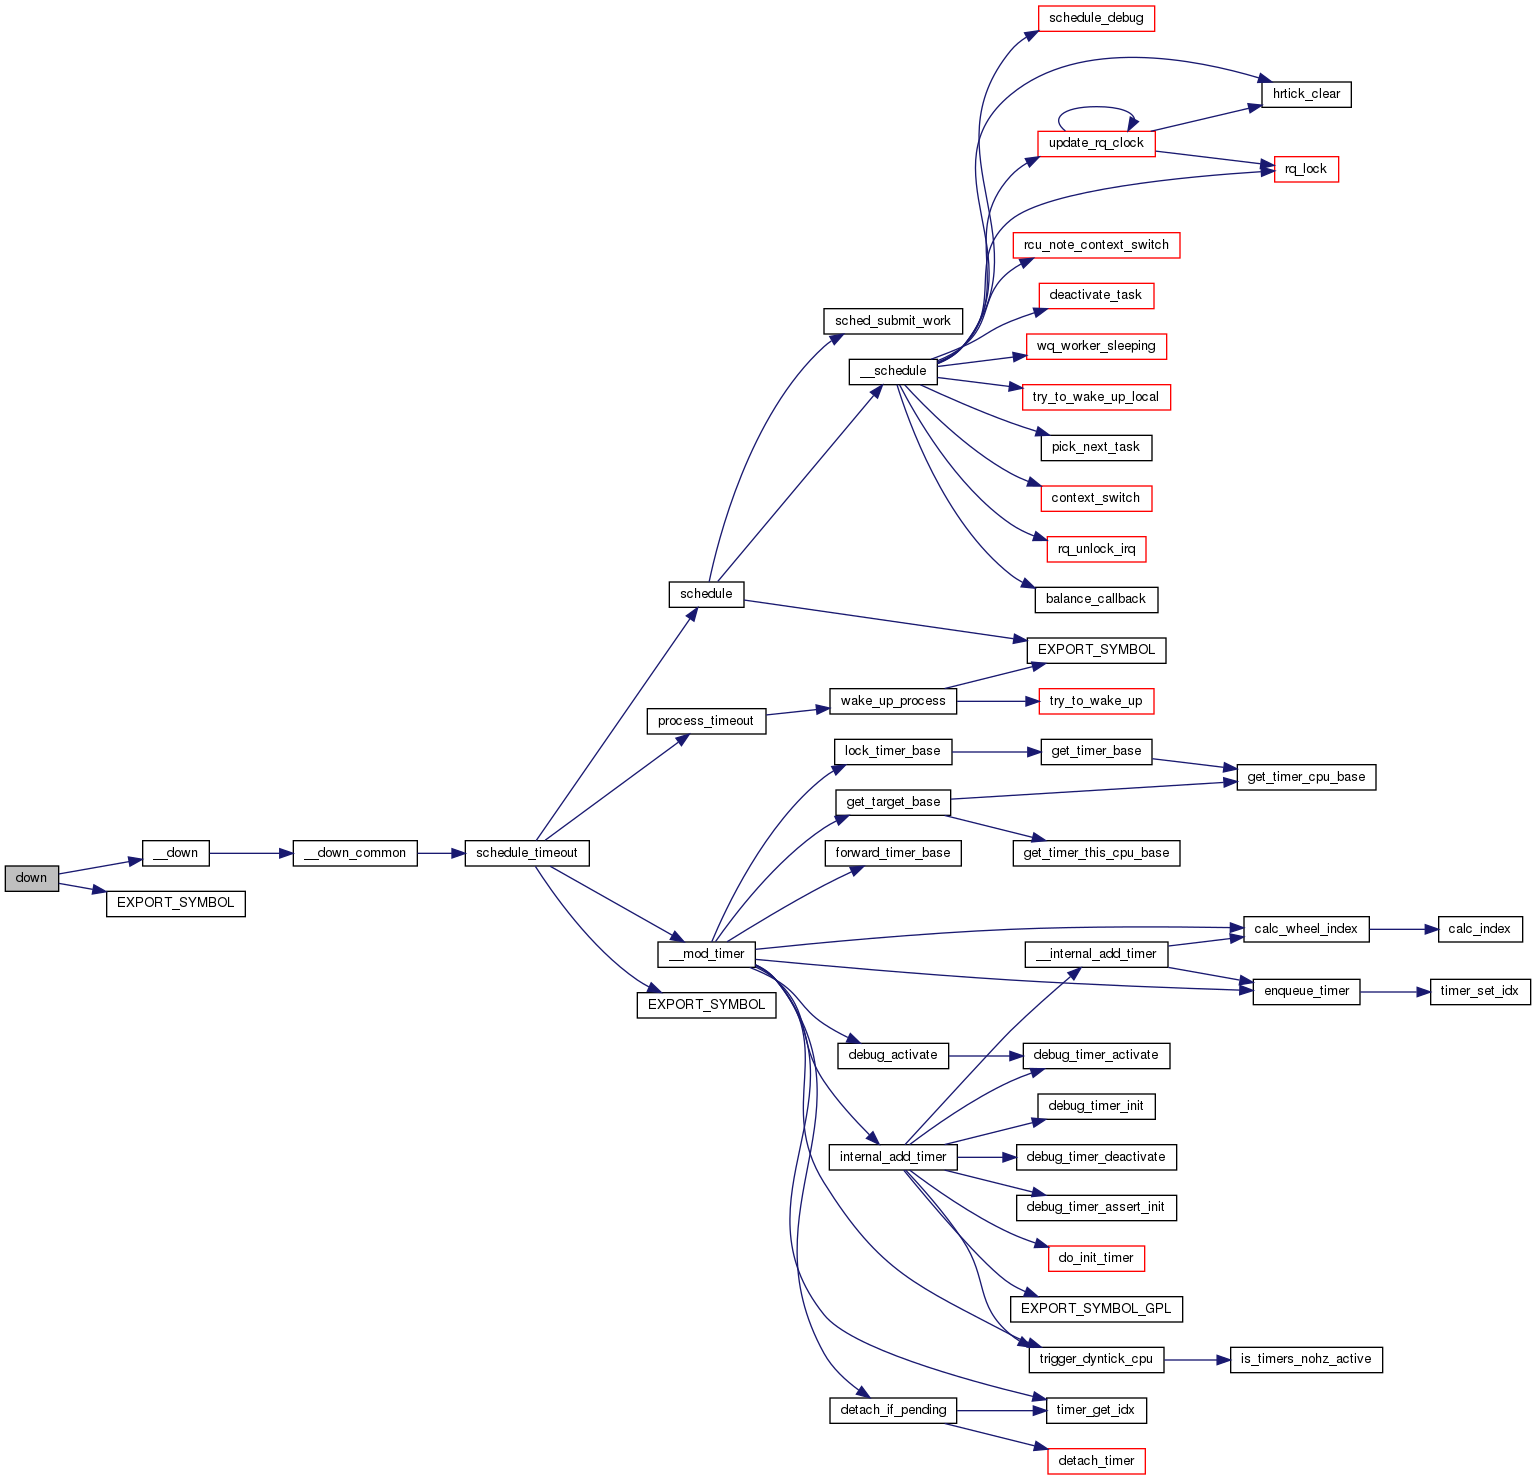 schedule_debug
hrtick_clear
update_rq_clock
rq_lock
rcu_note_context_switch
deactivate_task
sched_submit_work
wq_worker_sleeping
__schedule
try_to_wake_up_local
pick_next_task
context_switch
rq_unlock_irq
schedule
balance_callback
EXPORT_SYMBOL
wake_up_process
try_to_wake_up
process_timeout
lock_timer_base
get_timer_base
get_timer_cpu_base
get_target_base
__down
__down_common
schedule_timeout
forward_timer_base
get_timer_this_cpu_base
down
EXPORT_SYMBOL
calc_wheel_index
calc_index
__mod_timer
__internal_add_timer
enqueue_timer
timer_set_idx
EXPORT_SYMBOL
debug_activate
debug_timer_activate
debug_timer_init
internal_add_timer
debug_timer_deactivate
debug_timer_assert_init
do_init_timer
EXPORT_SYMBOL_GPL
trigger_dyntick_cpu
is_timers_nohz_active
detach_if_pending
timer_get_idx
detach_timer